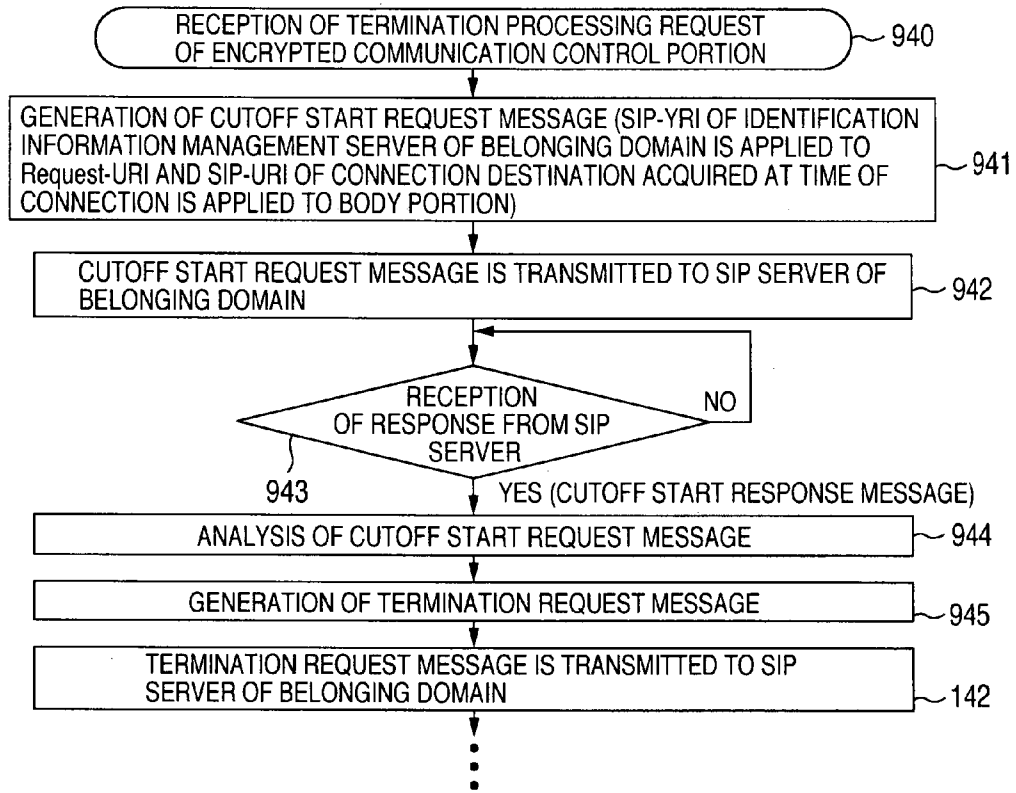 RECEPTION OF TERMINATION PROCESSING REQUEST
OF ENCRYPTED COMMUNICATION CONTROL PORTION
940
GENERATION OF CUTOFF START REQUEST MESSAGE (SIP-YRI OF IDENTIFICATION
INFORMATION MANAGEMENT SERVER OF BELONGING DOMAIN IS APPLIED TO
Request-URI AND SIP-URI OF CONNECTION DESTINATION ACQUIRED AT TIME OF
CONNECTION IS APPLIED TO BODY PORTION)
941
CUTOFF START REQUEST MESSAGE IS TRANSMITTED TO SIP SERVER OF
BELONGING DOMAIN
942
RECEPTION
OF RESPONSE FROM SIP
SERVER
NO
943
YES (CUTOFF START RESPONSE MESSAGE)
ANALYSIS OF CUTOFF START REQUEST MESSAGE
944
GENERATION OF TERMINATION REQUEST MESSAGE
945
TERMINATION REQUEST MESSAGE IS TRANSMITTED TO SIP
SERVER OF BELONGING DOMAIN
142